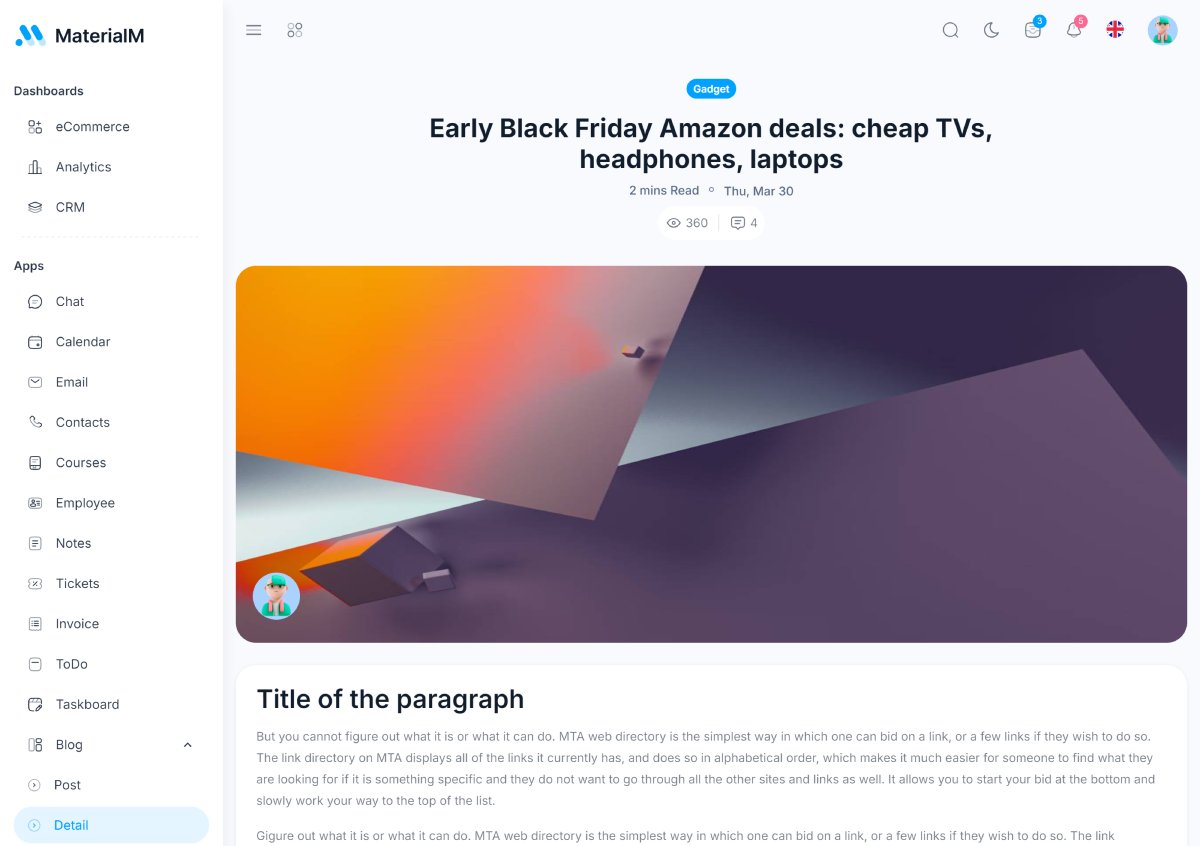 MaterialM
3
5
Dashboards
eCommerce
Analytics
CRM
Apps
Chat
Calendar
Email
Contacts
Courses
Employee
Notes
Tickets
Invoice
ToDo
Taskboard
Blog
Post
Detail
Gadget
Early Black Friday Amazon deals: cheap TVs,
headphones, laptops
2 mins Read Thu, Mar 30
360 4
Title of the paragraph
But you cannot figure out what it is or what it can do. MTA web directory is the simplest way in which one can bid on a link, or a few links if they wish to do so.
The link directory on MTA displays all of the links it currently has, and does so in alphabetical order, which makes it much easier for someone to find what they
are looking for if it is something specific and they do not want to go through all the other sites and links as well. It allows you to start your bid at the bottom and
slowly work your way to the top of the list.
Gigure out what it is or what it can do. MTA web directory is the simplest way in which one can bid on a link, or a few links if they wish to do so. The link